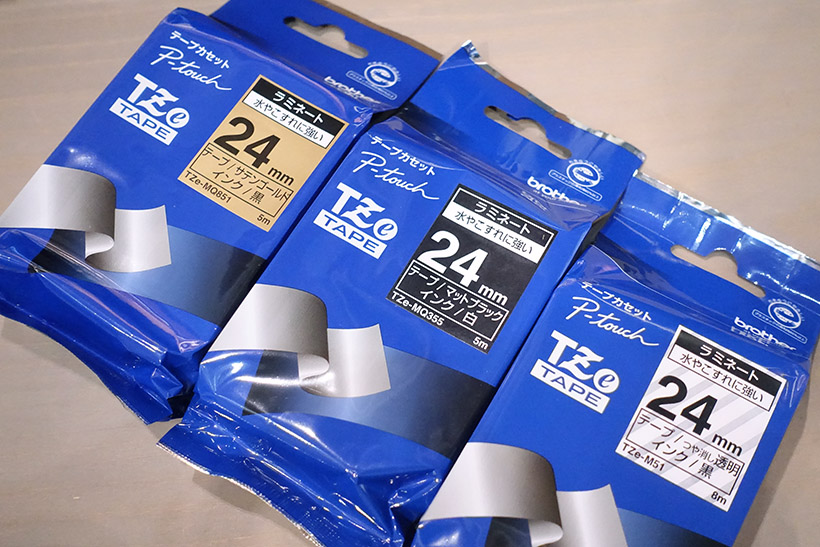 テープカセット
P-touch
TZe
TAPE
brother
ラミネート
水やこすれに強い
24mm
テープ/サテンゴールド
インク/黒
TZe-MQ851
5m
テープカセット
P-touch
TZe
TAPE
brother
ラミネート
水やこすれに強い
24mm
テープ/マットブラック
インク/白
TZe-MQ355
5m
テープカセット
P-touch
TZe
TAPE
brother
ラミネート
水やこすれに強い
24mm
テープ/つや消し透明
インク/黒
TZe-M51
8m